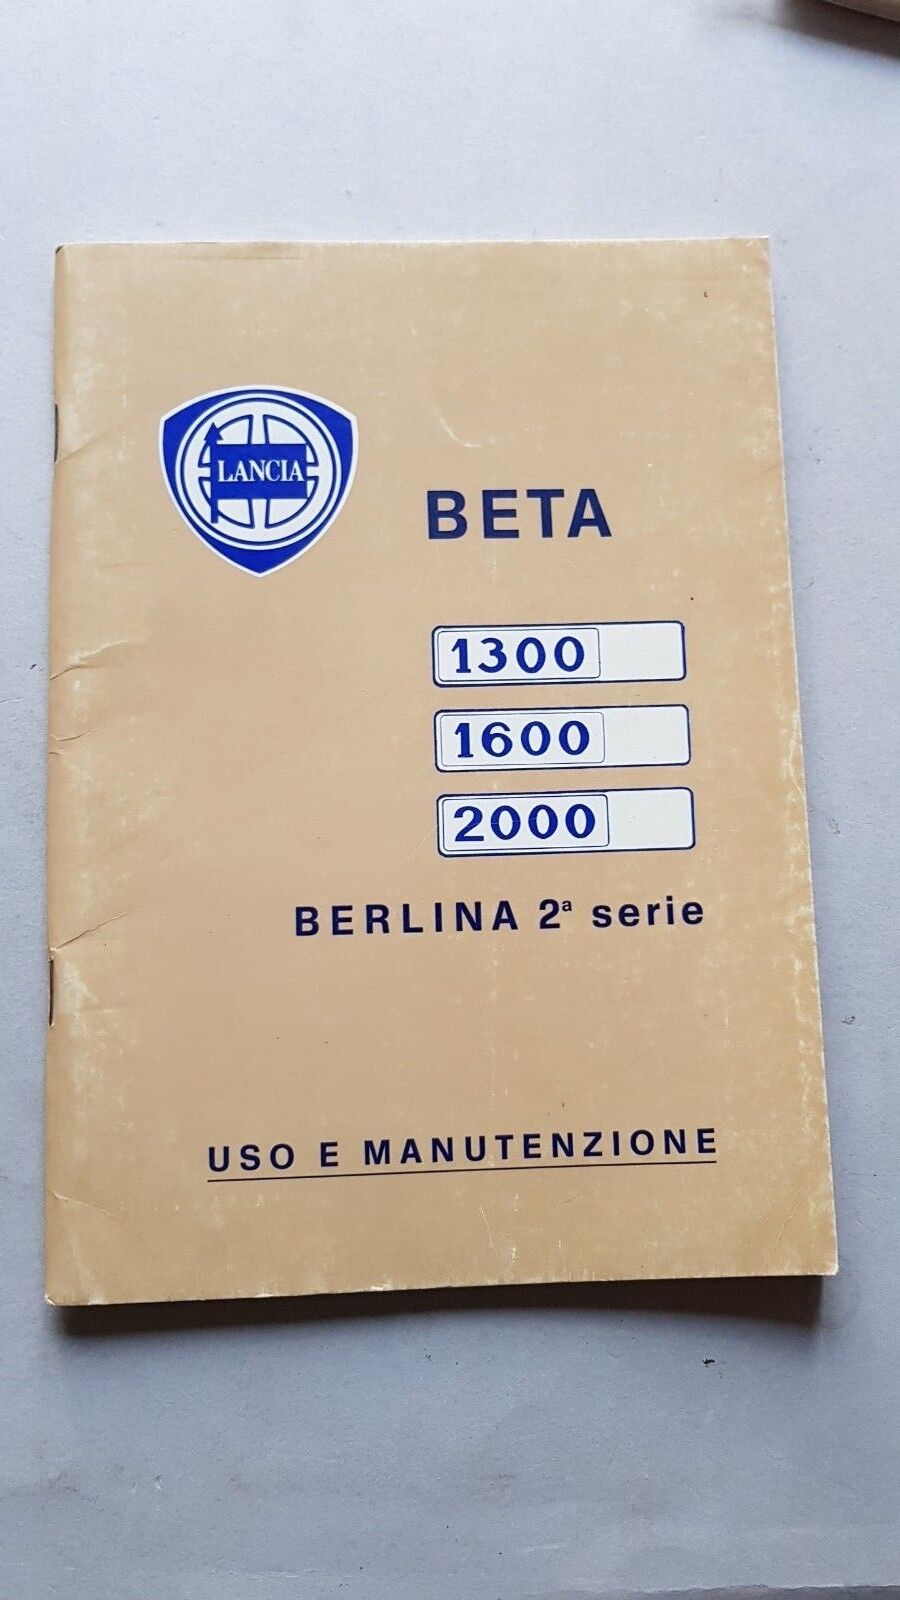 LANCIA
BETA
1300
1600
2000
BERLINA 2ª serie
USO E MANUTENZIONE